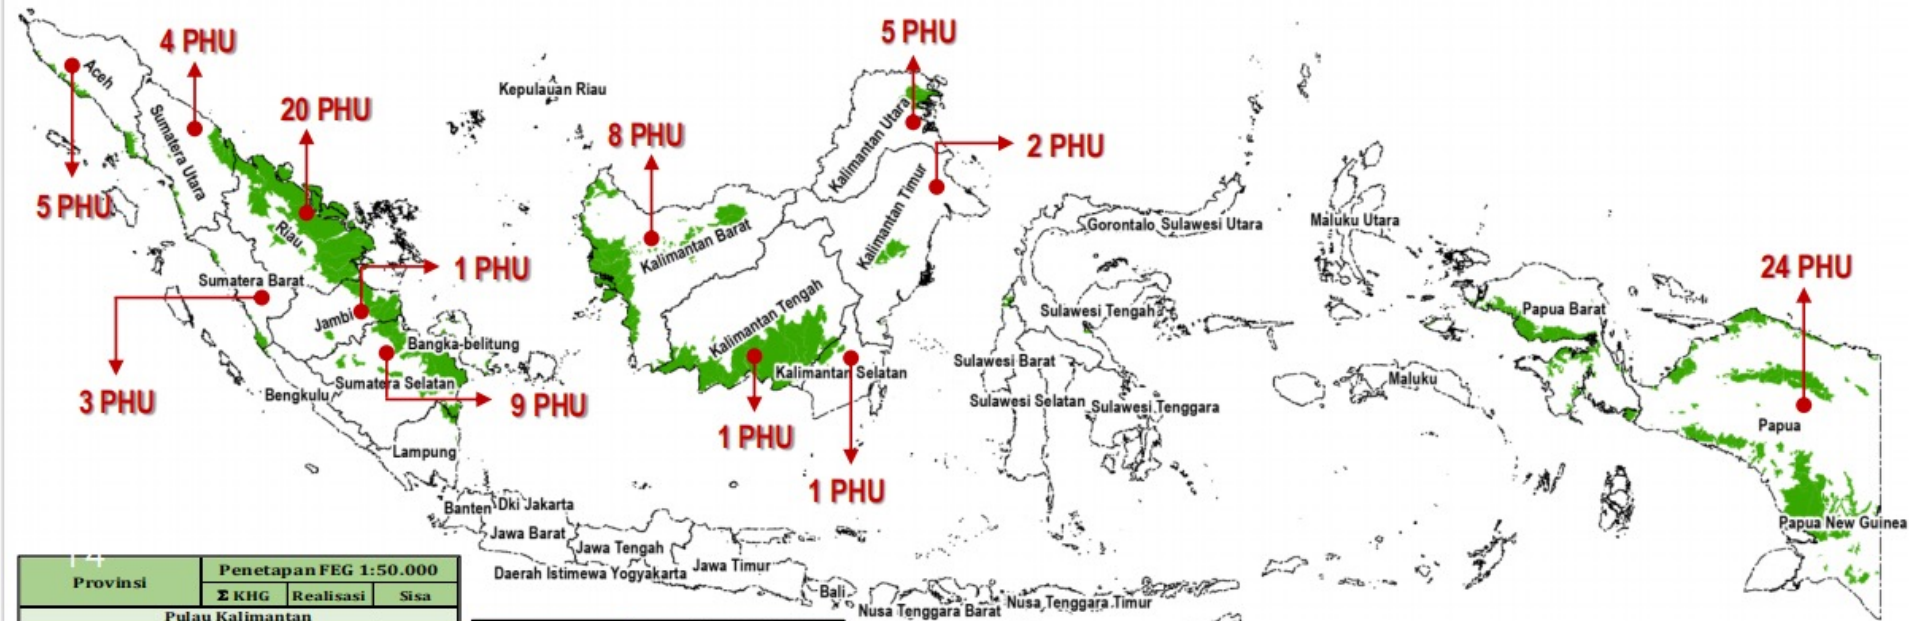 5 PHU
4 PHU
Kepulauan Riau
Aceh
Kalimantan Utara
20 PHU
8 PHU
2 PHU
Sumatera Utara
5 PHU
Kalimantan Timur
Maluku Utara
Gorontalo Sulawesi Utara
Riau
Kalimantan Barat
1 PHU
24 PHU
Sumatera Barat
Kalimantan Tengah
Sulawesi Tengah
Papua Barat
Jambi
Bangka-belitung
Sulawesi Barat
Kalimantan Selatan
Maluku
Sumatera Selatan
Bengkulu
3 PHU
9 PHU
Sulawesi Selatan
Sulawesi Tenggara
Papua
1 PHU
Lampung
1 PHU
Banten
Dki Jakarta
Papua New Guinea
Jawa Barat
Jawa Tengah
Jawa Timur
Daerah Istimewa Yogyakarta
Bali
Nusa Tenggara Barat
Nusa Tenggara Timur
14
Provinsi
Penetapan FEG 1:50.000
Σ KHG Realisasi Sisa
Pulau Kalimantan